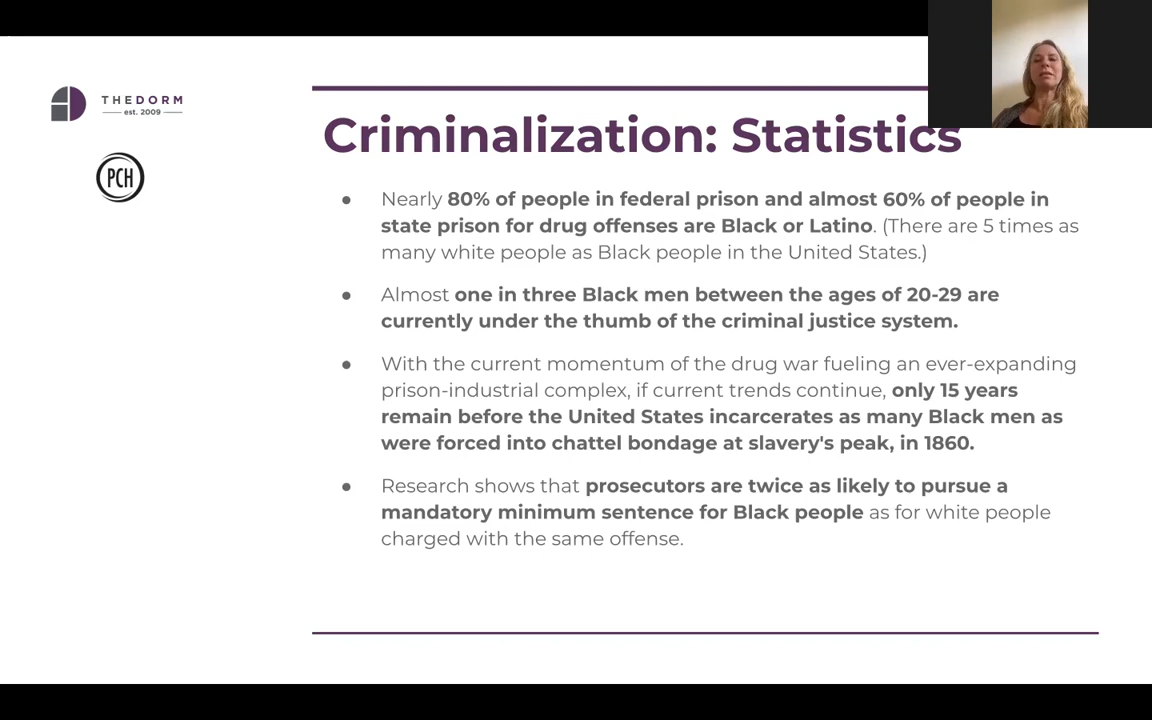 THEDORM
est. 2009
PCH
Criminalization: Statistics
● Nearly 80% of people in federal prison and almost 60% of people in
state prison for drug offenses are Black or Latino. (There are 5 times as
many white people as Black people in the United States.)
● Almost one in three Black men between the ages of 20-29 are
currently under the thumb of the criminal justice system.
● With the current momentum of the drug war fueling an ever-expanding
prison-industrial complex, if current trends continue, only 15 years
remain before the United States incarcerates as many Black men as
were forced into chattel bondage at slavery's peak, in 1860.
● Research shows that prosecutors are twice as likely to pursue a
mandatory minimum sentence for Black people as for white people
charged with the same offense.